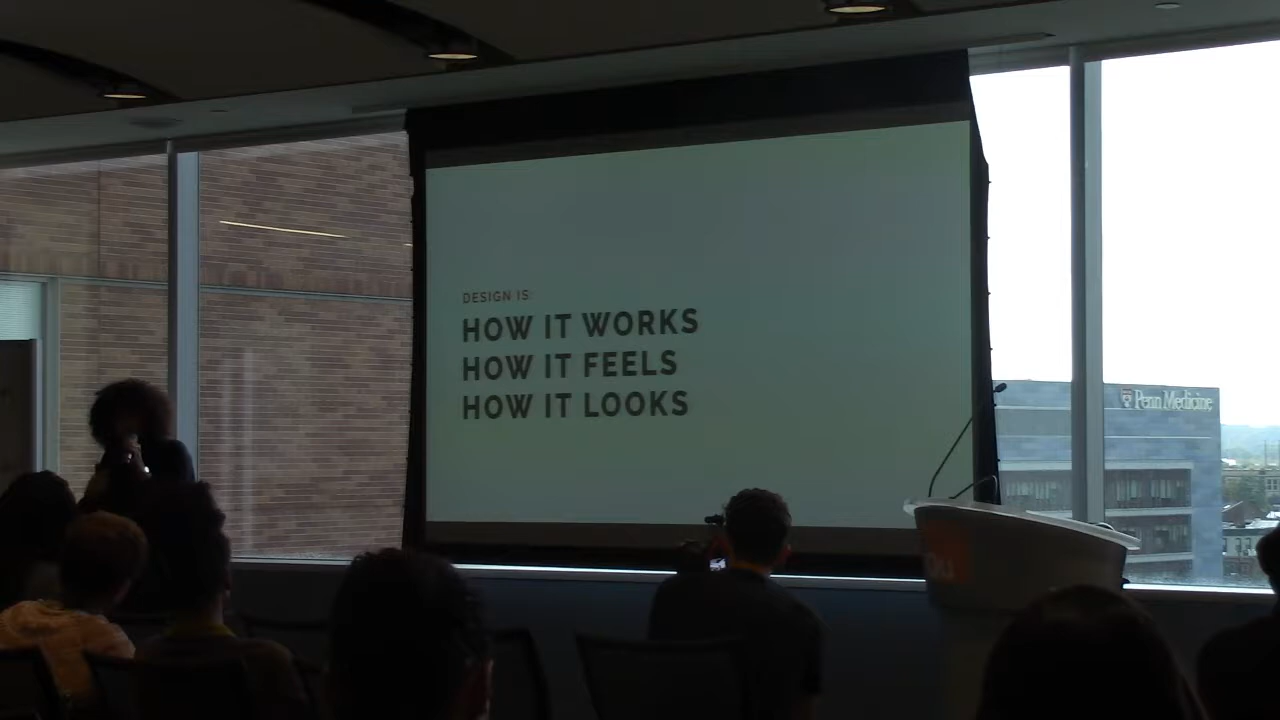 DESIGN IS:
HOW IT WORKS
HOW IT FEELS
HOW IT LOOKS
Penn Medicine